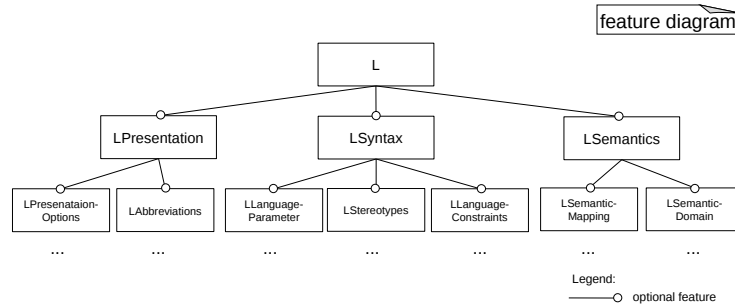 feature diagram
L
LPresentation
LSyntax
LSemantics
LPresenataion-
Options
LAbbreviations
LLanguage-
Parameter
LStereotypes
LLanguage-
Constraints
LSemantic-
Mapping
LSemantic-
Domain
... ... ... ... ... ... ...
Legend:
optional feature